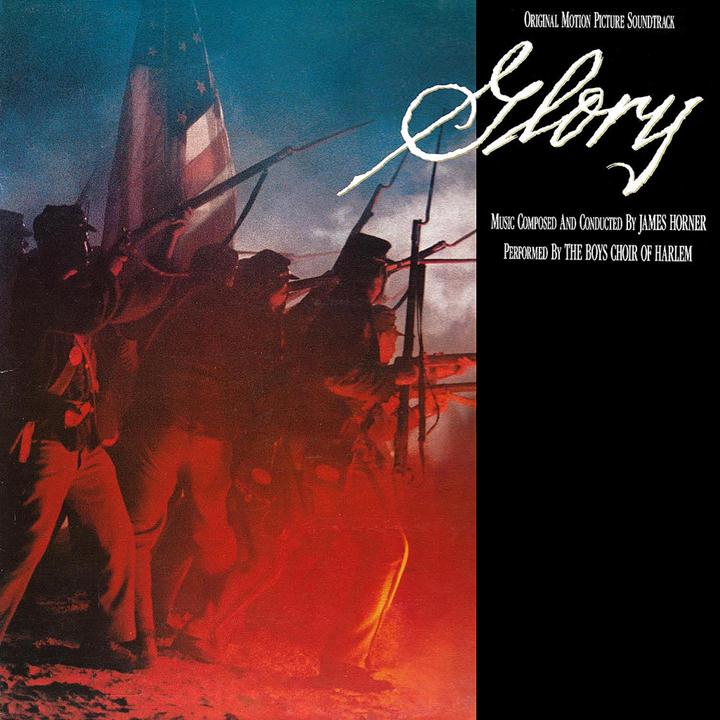 ORIGINAL MOTION PICTURE SOUNDTRACK
Glory
MUSIC COMPOSED AND CONDUCTED BY JAMES HORNER
PERFORMED BY THE BOYS CHOIR OF HARLEM